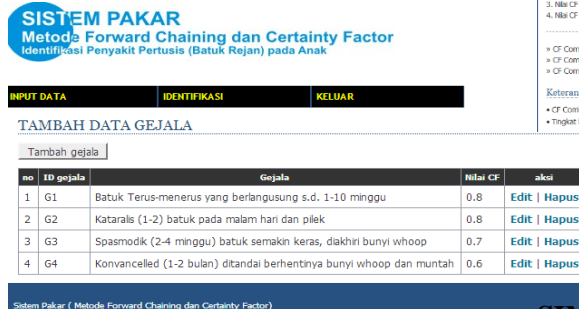 SISTEM PAKAR
Metode Forward Chaining dan Certainty Factor
Identifikasi Penyakit Pertusis (Batuk Rejan) pada Anak
3. Nilai CF
4. Nilai CF
» CF Com
» CF Com
» CF Com
Keteran
• CF Com
• Tingkat
INPUT DATA IDENTIFIKASI KELUAR
TAMBAH DATA GEJALA
Tambah gejala
no ID gejala Gejala Nilai CF aksi
1 G1 Batuk Terus-menerus yang berlangusung s.d. 1-10 minggu 0.8 Edit | Hapus
2 G2 Kataralis (1-2) batuk pada malam hari dan pilek 0.8 Edit | Hapus
3 G3 Spasmodik (2-4 minggu) batuk semakin keras, diakhiri bunyi whoop 0.7 Edit | Hapus
4 G4 Konvancelled (1-2 bulan) ditandai berhentinya bunyi whoop dan muntah 0.6 Edit | Hapus
Sistem Pakar ( Metode Forward Chaining dan Certainty Factor)